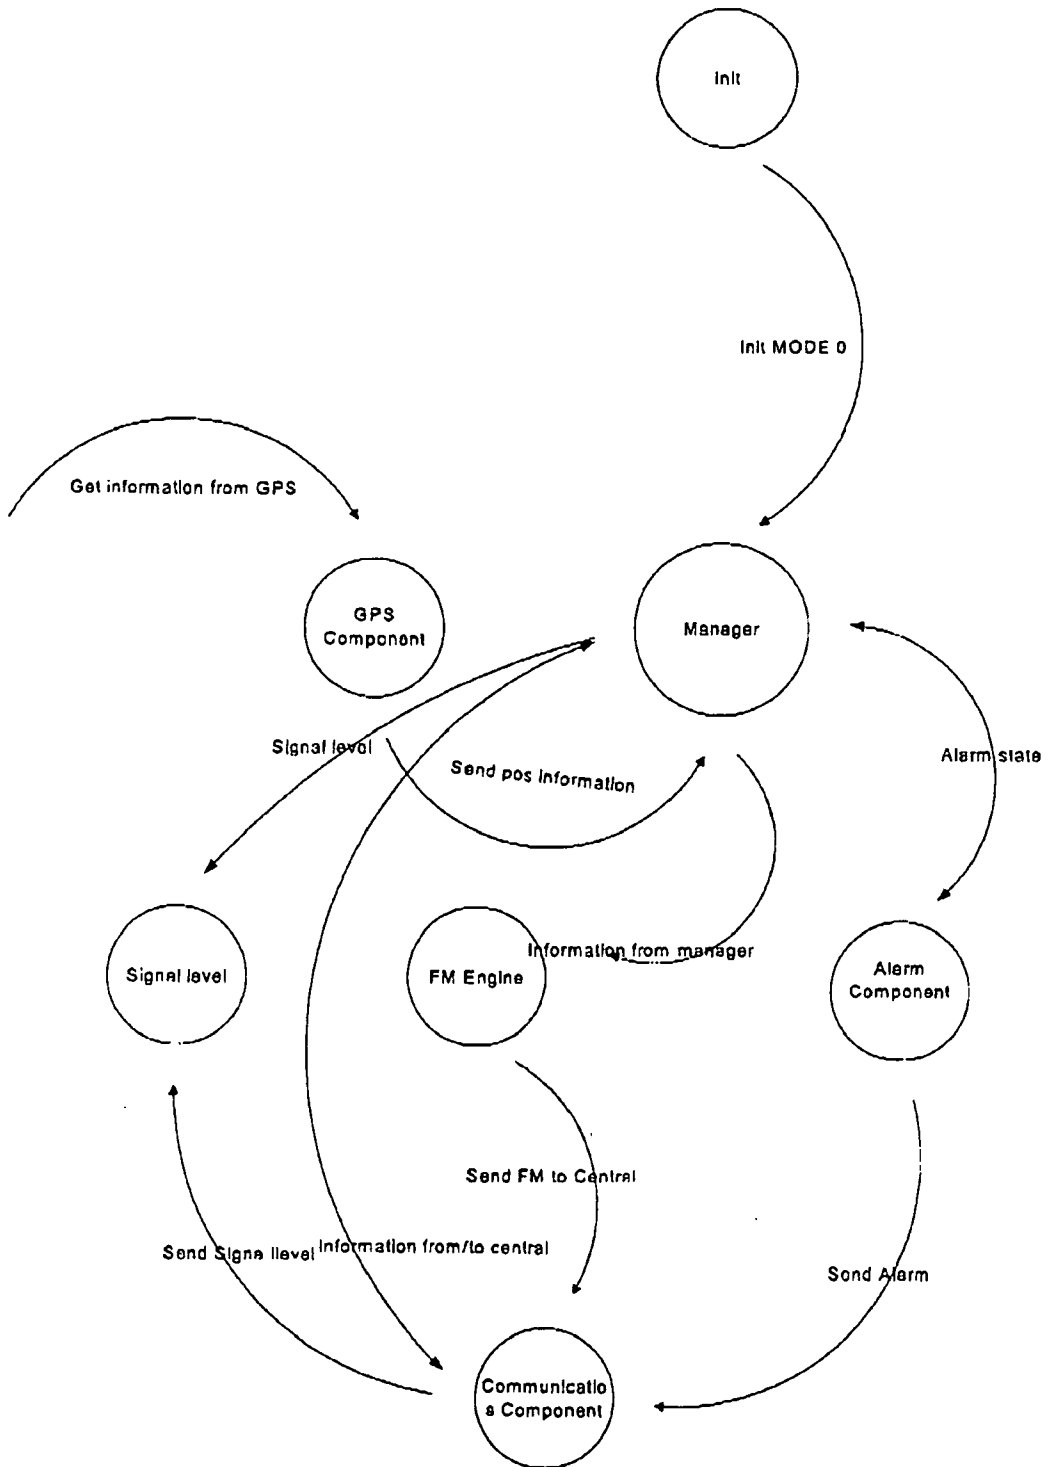 Init
Init MODE 0
Get information from GPS
GPS
Component
Manager
Signal level
Send pos information
Alarm state
Signal level
FM Engine
Information from manager
Alarm
Component
Send FM to Central
Send Signa llevel
Information from/to central
Sond Alarm
Communicatio
s Component